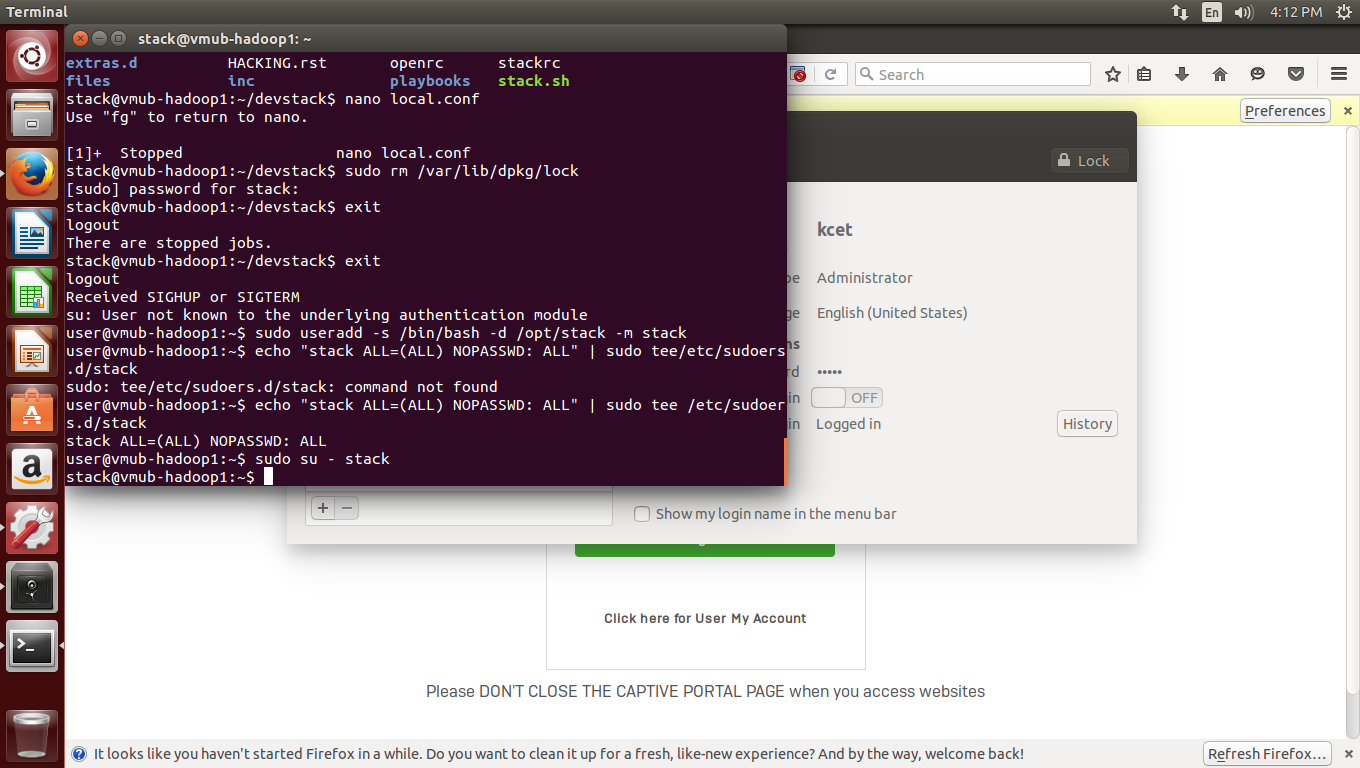 Terminal
En
4:12 PM
stack@vmub-hadoop1: ~
extras.d HACKING.rst openrc stackrc
files inc playbooks stack.sh
stack@vmub-hadoop1:~/devstack$ nano local.conf
Use "fg" to return to nano.
[1]+ Stopped nano local.conf
stack@vmub-hadoop1:~/devstack$ sudo rm /var/lib/dpkg/lock
[sudo] password for stack:
stack@vmub-hadoop1:~/devstack$ exit
logout
There are stopped jobs.
stack@vmub-hadoop1:~/devstack$ exit
logout
Received SIGHUP or SIGTERM
su: User not known to the underlying authentication module
user@vmub-hadoop1:~$ sudo useradd -s /bin/bash -d /opt/stack -m stack
user@vmub-hadoop1:~$ echo "stack ALL=(ALL) NOPASSWD: ALL" | sudo tee/etc/sudoers
.d/stack
sudo: tee/etc/sudoers.d/stack: command not found
user@vmub-hadoop1:~$ echo "stack ALL=(ALL) NOPASSWD: ALL" | sudo tee /etc/sudoer
s.d/stack
stack ALL=(ALL) NOPASSWD: ALL
user@vmub-hadoop1:~$ sudo su - stack
stack@vmub-hadoop1:~$
Search
Preferences
Lock
kcet
pe Administrator
ge English (United States)
ns
rd •••••
in OFF
in Logged in
History
+ −
Show my login name in the menu bar
Click here for User My Account
Please DON'T CLOSE THE CAPTIVE PORTAL PAGE when you access websites
It looks like you haven't started Firefox in a while. Do you want to clean it up for a fresh, like-new experience? And by the way, welcome back!
Refresh Firefox...